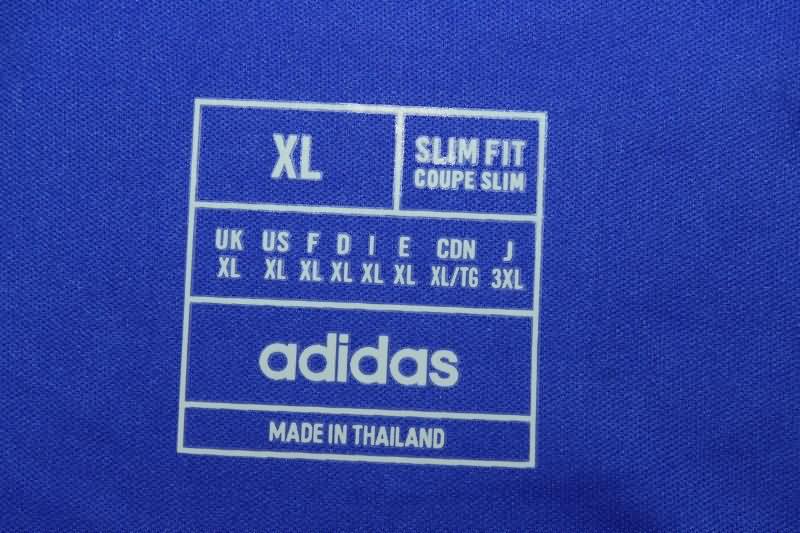 XL
SLIM FIT
COUPE SLIM
UK US F D I E CDN J
XL XL XL XL XL XL XL/TG 3XL
adidas
MADE IN THAILAND